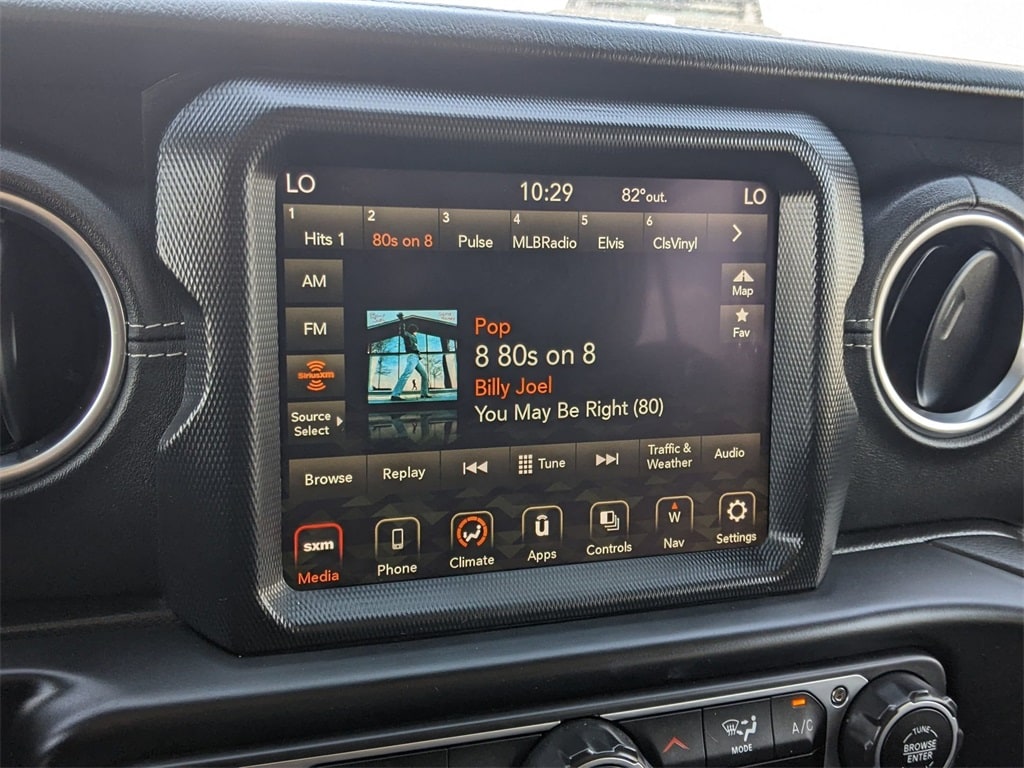 LO 10:29 82°out. LO
1 2 3 4 5 6
Hits 1 80s on 8 Pulse MLBRadio Elvis ClsVinyl
AM
Map
FM
Fav
SiriusXM
Source
Select
Pop
8 80s on 8
Billy Joel
You May Be Right (80)
Browse Replay Tune Traffic &
Weather Audio
sxm
Media Phone Climate ū Apps Controls W Nav Settings
MODE
A/C
TUNE
BROWSE
ENTER